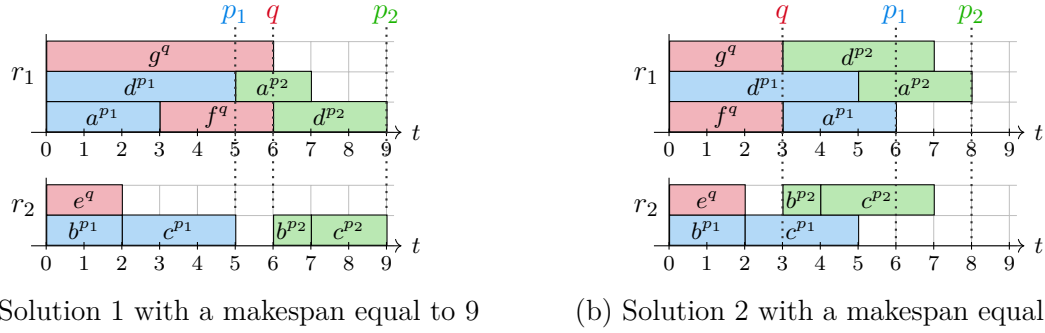 p1 q p2
r1
g^q
d^p1 a^p2
a^p1 f^q d^p2
0 1 2 3 4 5 6 7 8 9 t
r2
e^q
b^p1 c^p1 b^p2 c^p2
0 1 2 3 4 5 6 7 8 9 t
Solution 1 with a makespan equal to 9
q p1 p2
r1
g^q d^p2
d^p1 a^p2
f^q a^p1
0 1 2 3 4 5 6 7 8 9 t
r2
e^q b^p2 c^p2
b^p1 c^p1
0 1 2 3 4 5 6 7 8 9 t
(b) Solution 2 with a makespan equal